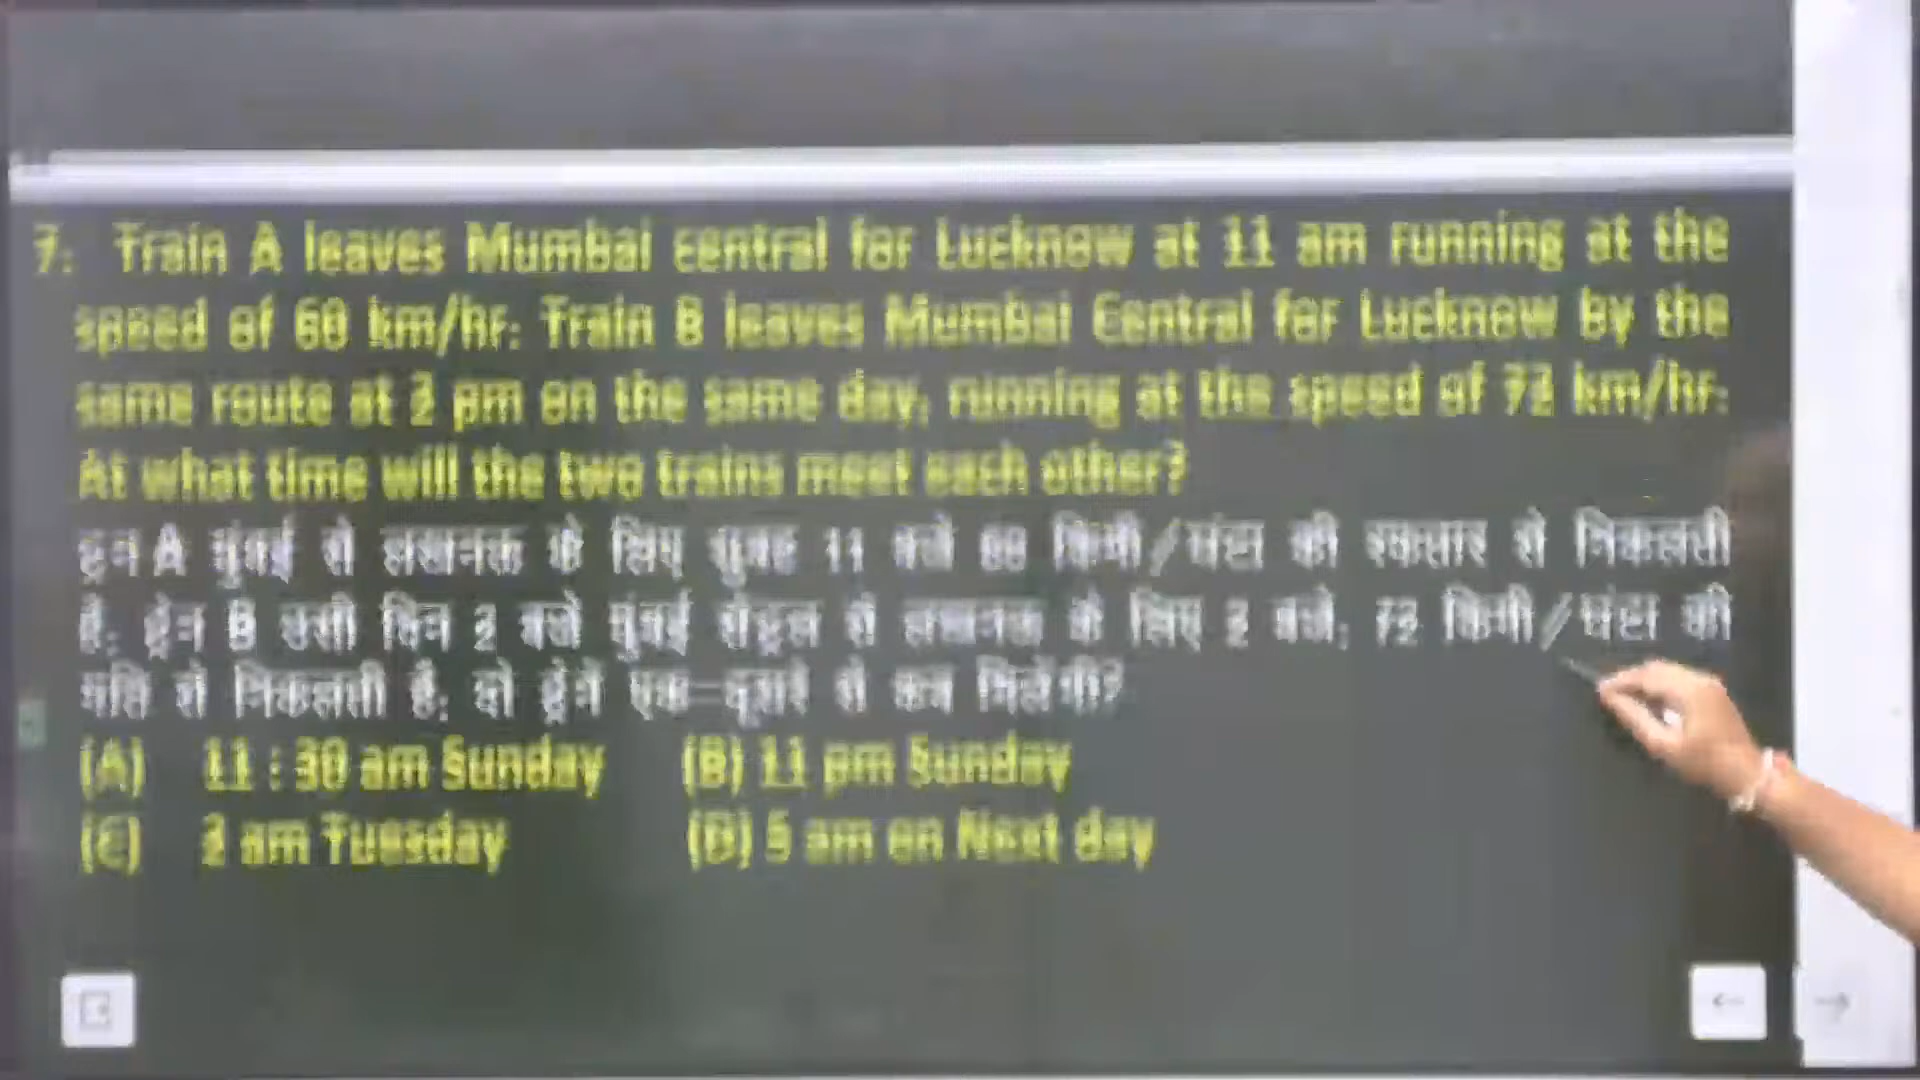 7. Train A leaves Mumbai central for Lucknow at 11 am running at the
speed of 60 km/hr. Train B leaves Mumbai Central for Lucknow by the
same route at 2 pm on the same day, running at the speed of 72 km/hr.
At what time will the two trains meet each other?
ट्रेन A मुंबई से लखनऊ के लिए सुबह 11 बजे 60 किमी/घंटा की रफ्तार से निकलती
है. ट्रेन B उसी दिन 2 बजे मुंबई सेंट्रल से लखनऊ के लिए 2 बजे, 72 किमी/घंटा की
गति से निकलती है. दो ट्रेनें एक-दूसरे से कब मिलेंगी?
(A) 11 : 30 am Sunday (B) 11 pm Sunday
(C) 2 am Tuesday (D) 5 am on Next day